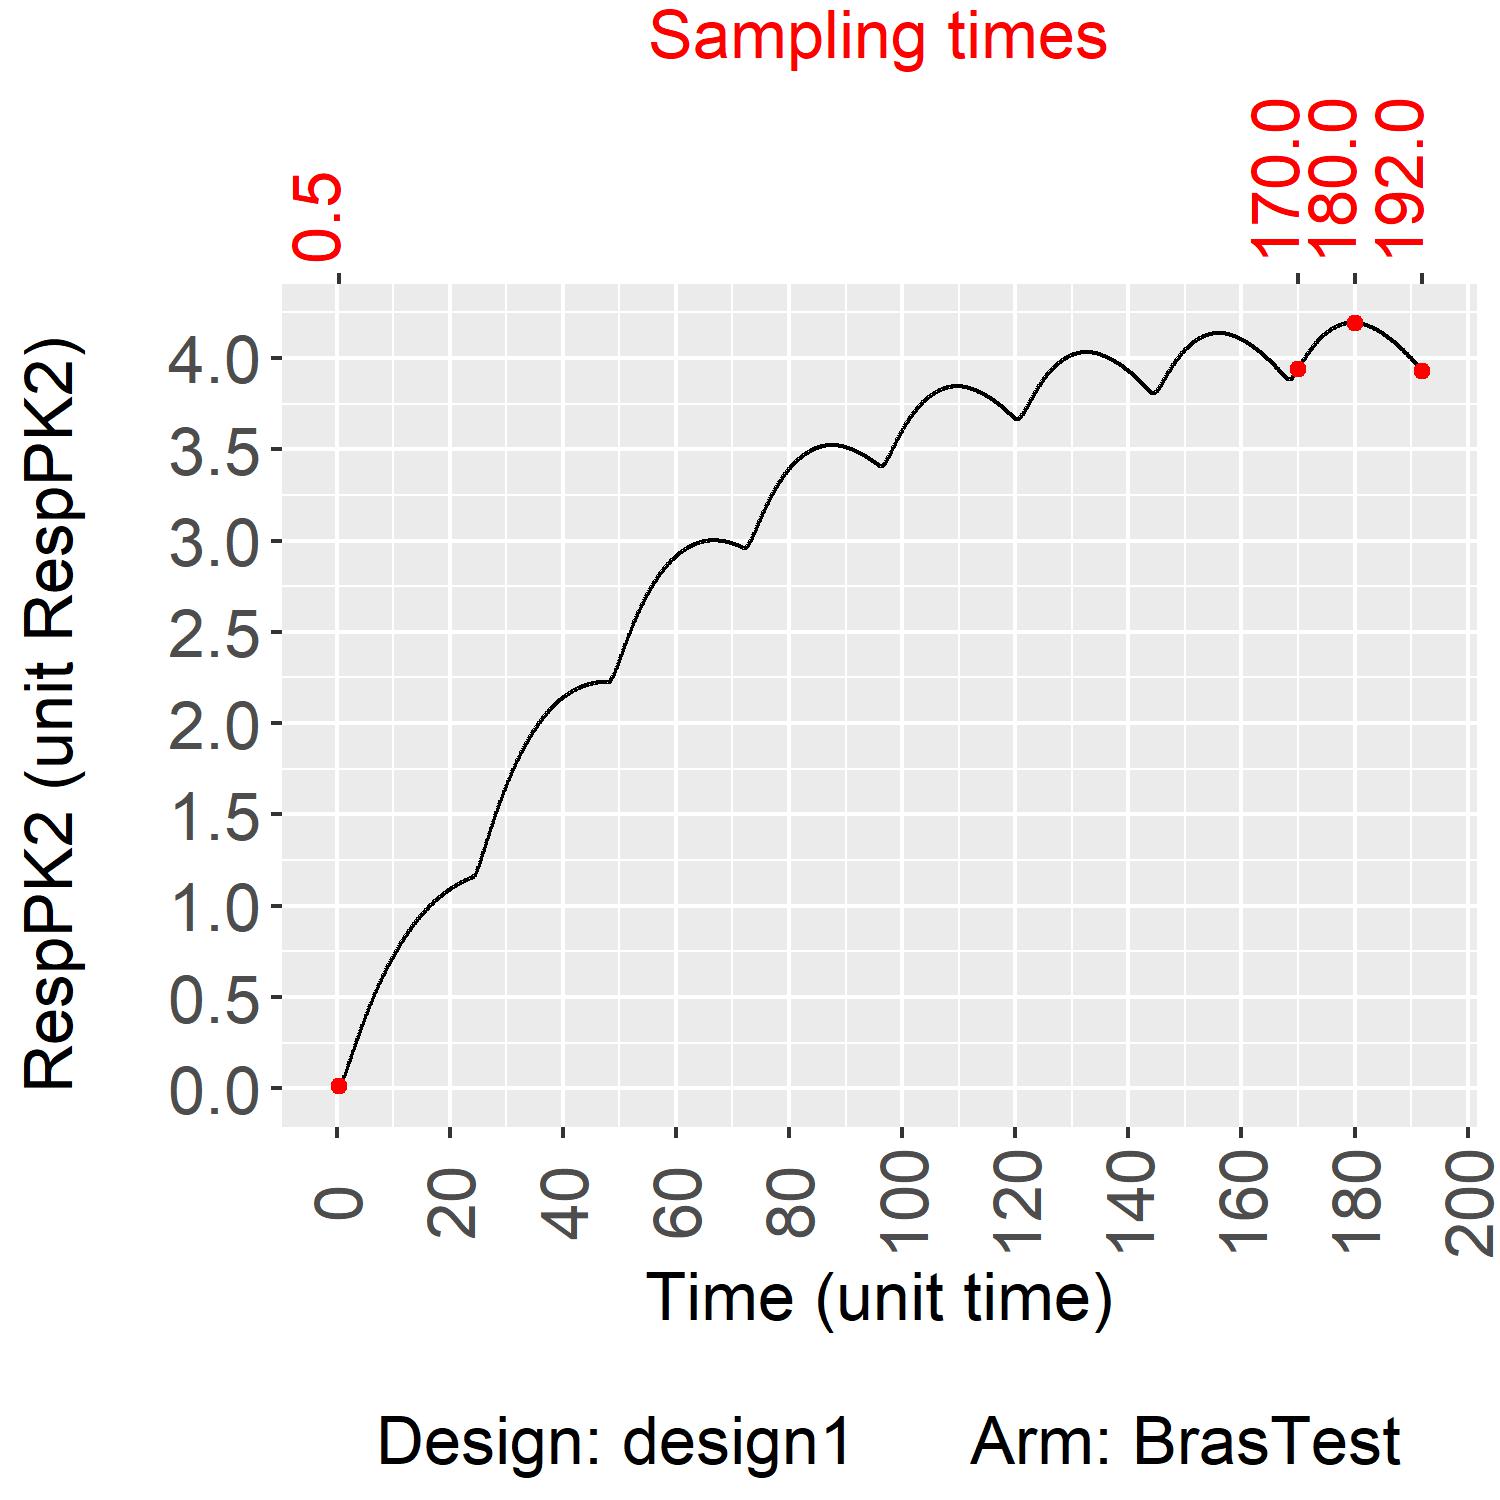 Sampling times
0.5 170.0 180.0 192.0
RespPK2 (unit RespPK2)
4.0
3.5
3.0
2.5
2.0
1.5
1.0
0.5
0.0
0 20 40 60 80 100 120 140 160 180 200
Time (unit time)
Design: design1 Arm: BrasTest